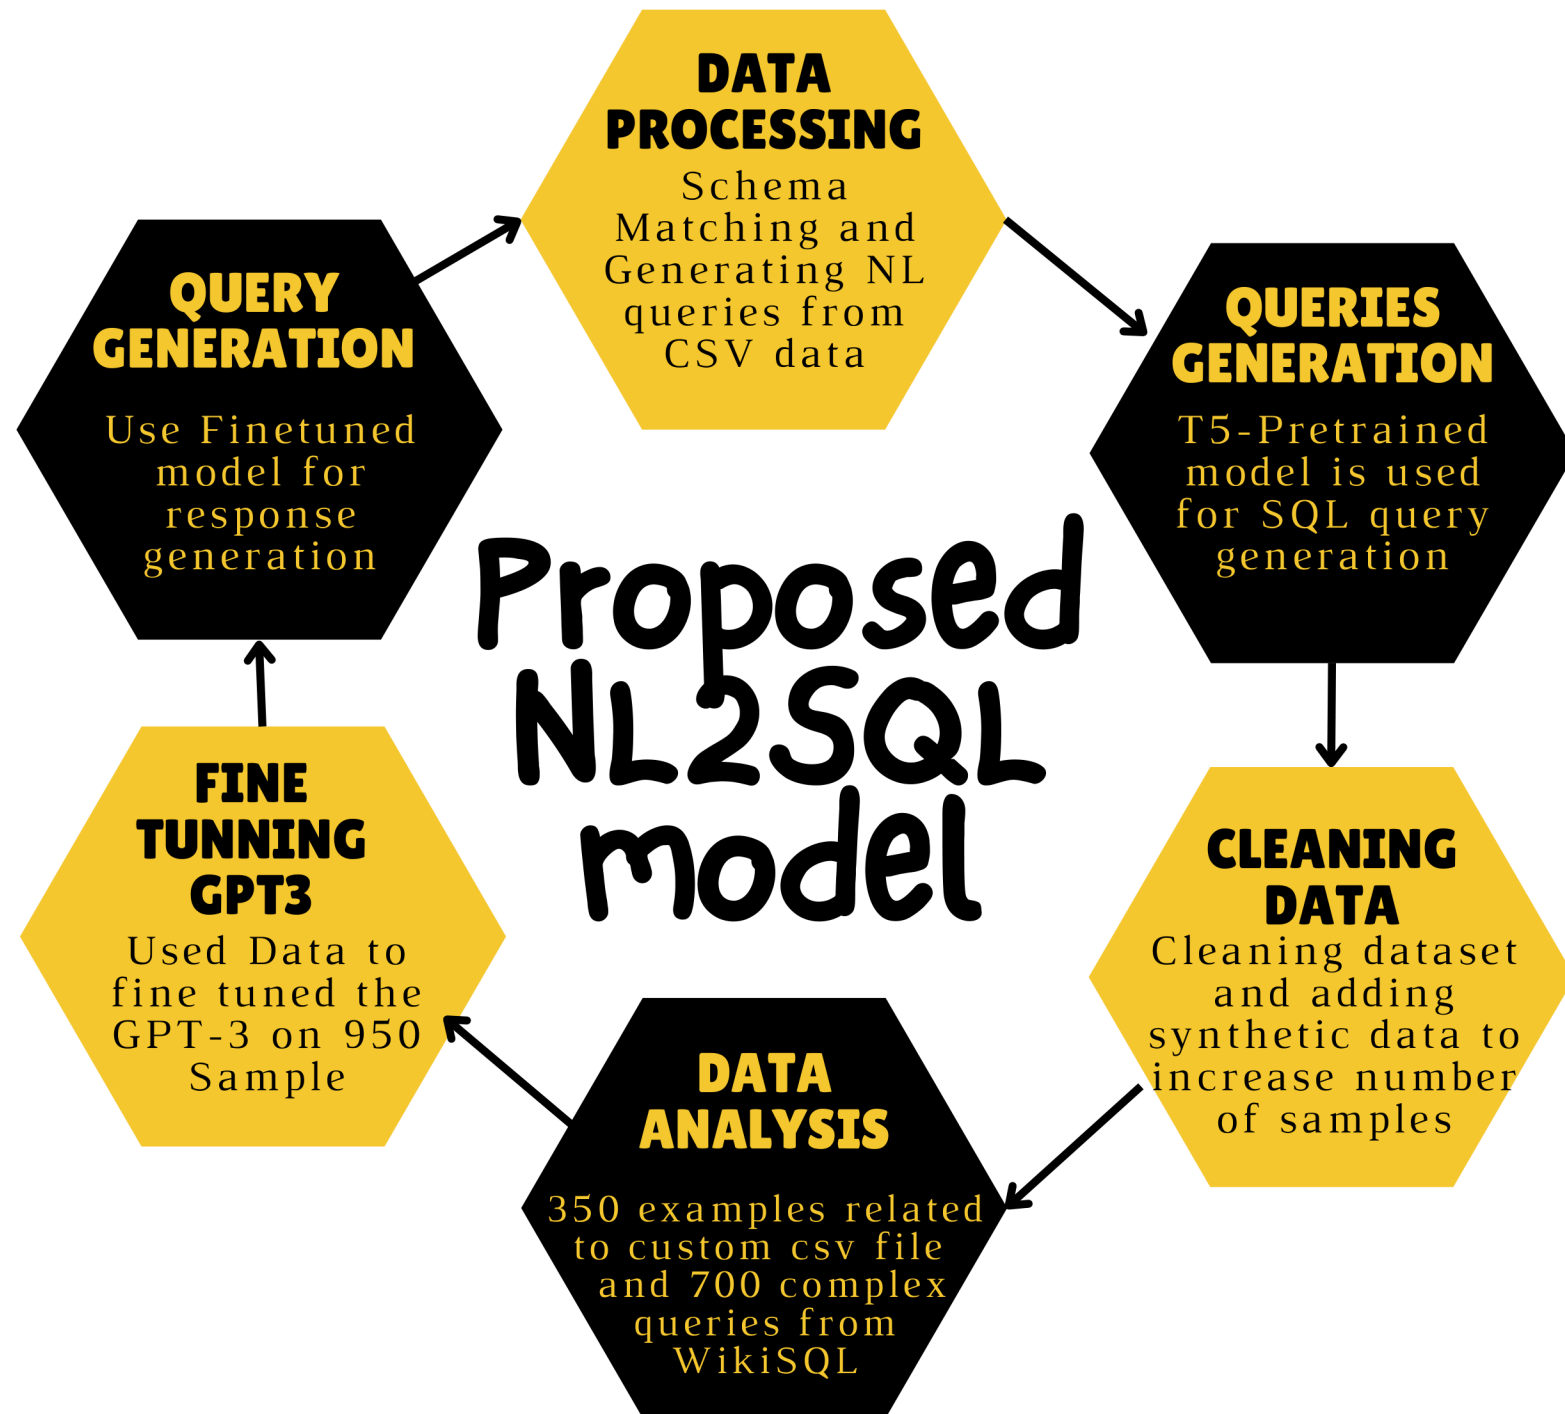 DATA
PROCESSING
Schema
Matching and
Generating NL
queries from
CSV data
QUERIES
GENERATION
T5-Pretrained
model is used
for SQL query
generation
CLEANING
DATA
Cleaning dataset
and adding
synthetic data to
increase number
of samples
DATA
ANALYSIS
350 examples related
to custom csv file
and 700 complex
queries from
WikiSQL
FINE
TUNNING
GPT3
Used Data to
fine tuned the
GPT-3 on 950
Sample
QUERY
GENERATION
Use Finetuned
model for
response
generation
Proposed
NL2SQL
model